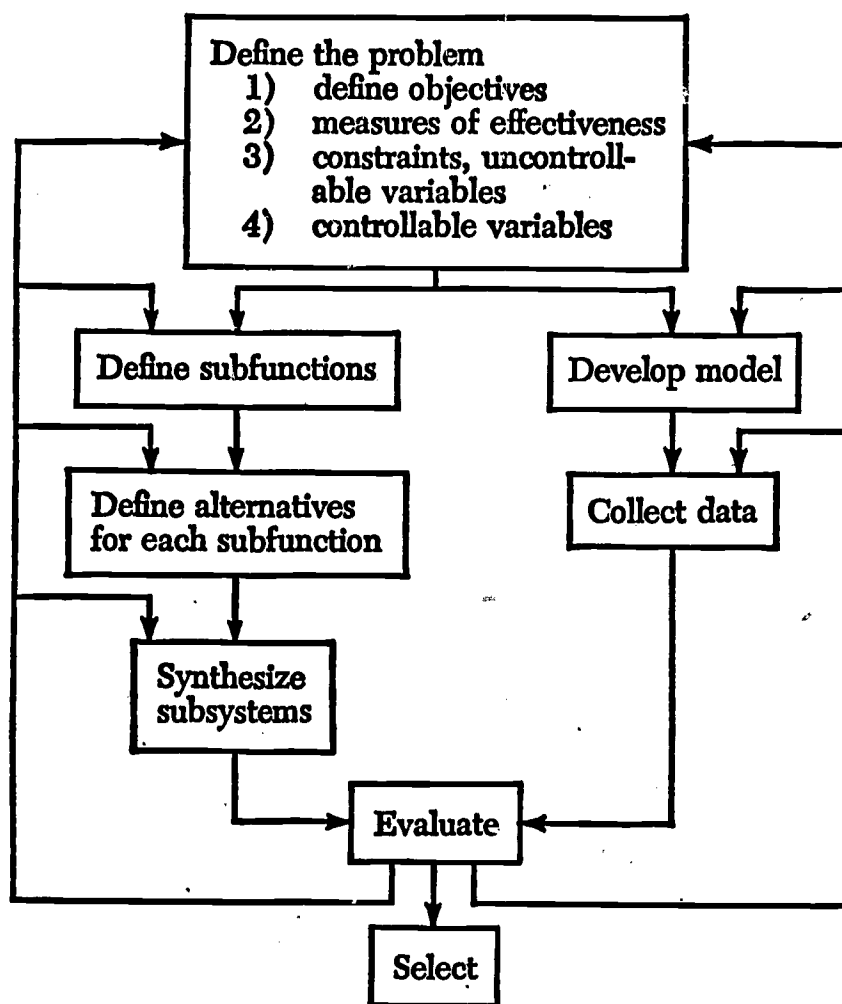 Define the problem
1) define objectives
2) measures of effectiveness
3) constraints, uncontroll-
able variables
4) controllable variables
Define subfunctions
Develop model
Define alternatives
for each subfunction
Collect data
Synthesize
subsystems
Evaluate
Select